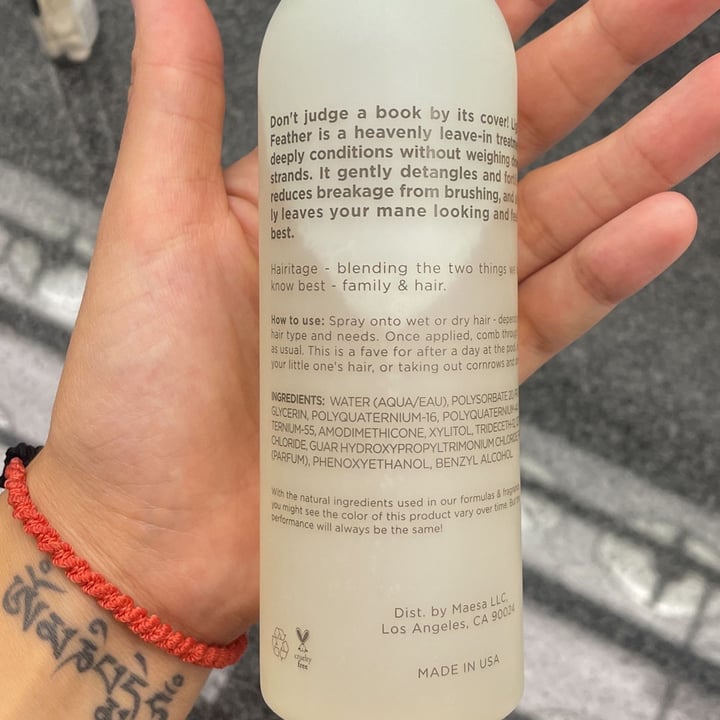 Don't judge a book by its cover!
Feather is a heavenly leave-in
deeply conditions without weighing
strands. It gently detangles and
reduces breakage from brushing, and
ly leaves your mane looking and
best.
Hairitage - blending the two things we
know best - family & hair.
How to use: Spray onto wet or dry hair -
hair type and needs. Once applied, comb
as usual. This is a fave for after a day at the
your little one's hair, or taking out cornrows
INGREDIENTS: WATER (AQUA/EAU), POLYSORBATE 20,
GLYCERIN, POLYQUATERNIUM-16,
TERNIUM-55, AMODIMETHICONE, XYLITOL,
CHLORIDE, GUAR HYDROXYPROPYLTRIMONIUM
(PARFUM), PHENOXYETHANOL, BENZYL ALCOHOL
With the natural ingredients used in our formulas &
you might see the color of this product vary over time.
performance will always be the same!
Dist. by Maesa LLC,
Los Angeles, CA 90024
cruelty
free
MADE IN USA